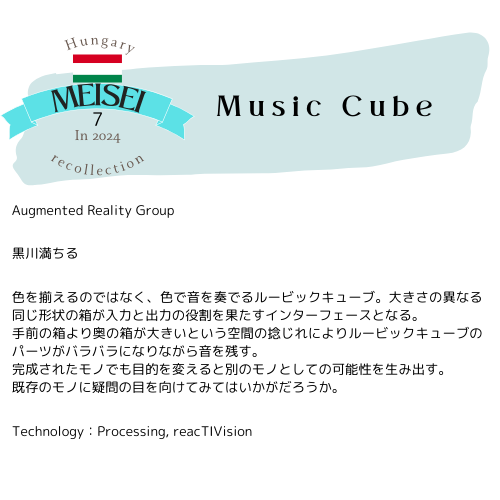 Hungary
MEISEI
7
In 2024
recollection
Music Cube
Augmented Reality Group
黒川満ちる
色を揃えるのではなく、色で音を奏でるルービックキューブ。大きさの異なる
同じ形状の箱が入力と出力の役割を果たすインターフェースとなる。
手前の箱より奥の箱が大きいという空間の捻じれによりルービックキューブの
パーツがバラバラになりながら音を残す。
完成されたモノでも目的を変えると別のモノとしての可能性を生み出す。
既存のモノに疑問の目を向けてみてはいかがだろうか。
Technology：Processing, reacTIVision